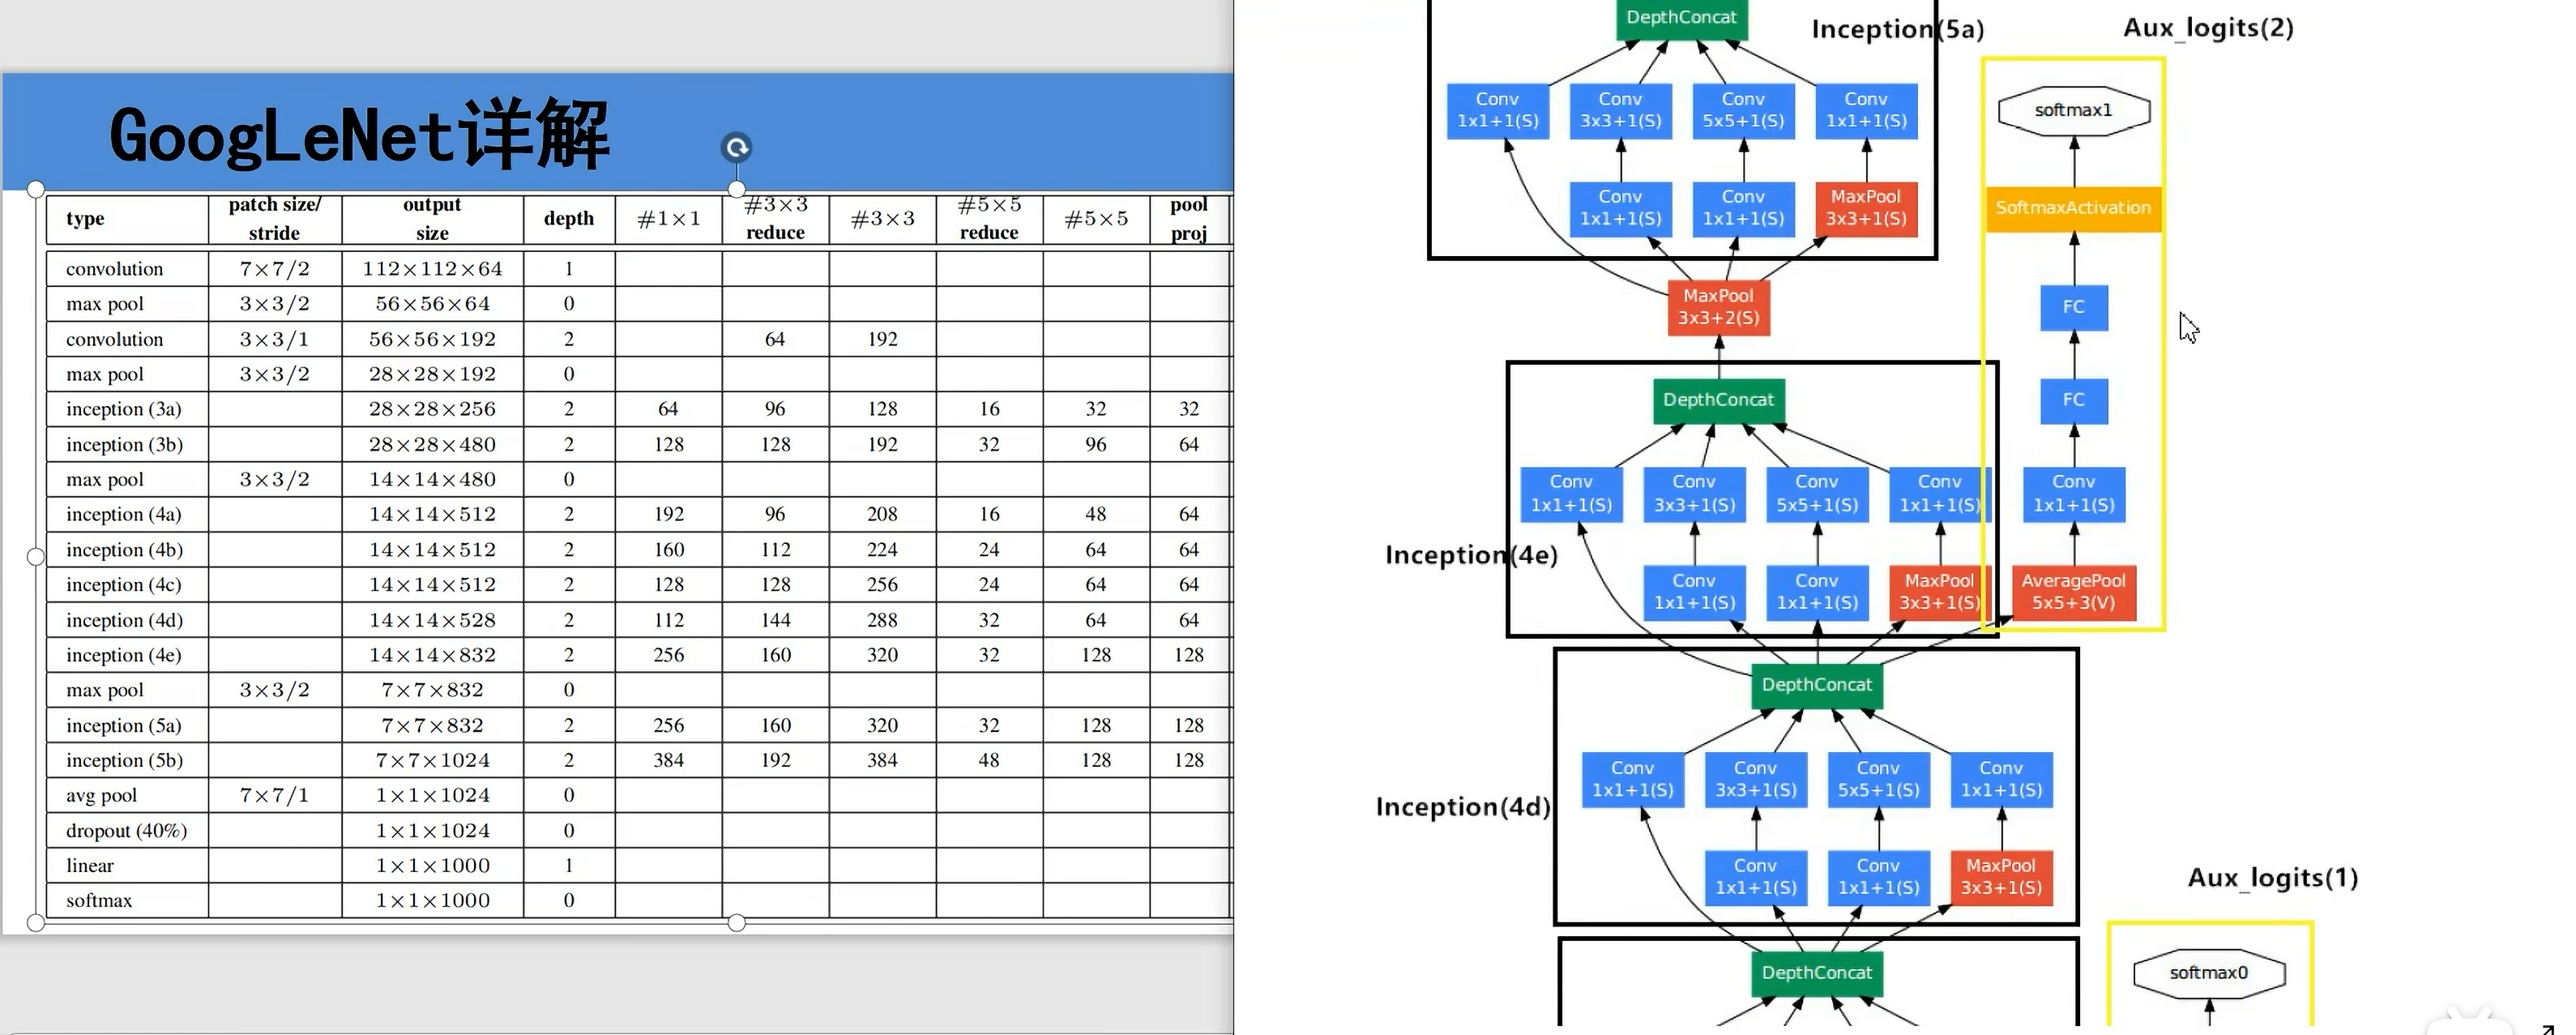 GoogLeNet详解
type | patch size/ stride | output size | depth | #1×1 | #3×3 reduce | #3×3 | #5×5 reduce | #5×5 | pool proj
convolution | 7×7/2 | 112×112×64 | 1
max pool | 3×3/2 | 56×56×64 | 0
convolution | 3×3/1 | 56×56×192 | 2 | 64 | 192
max pool | 3×3/2 | 28×28×192 | 0
inception (3a) | 28×28×256 | 2 | 64 | 96 | 128 | 16 | 32 | 32
inception (3b) | 28×28×480 | 2 | 128 | 128 | 192 | 32 | 96 | 64
max pool | 3×3/2 | 14×14×480 | 0
inception (4a) | 14×14×512 | 2 | 192 | 96 | 208 | 16 | 48 | 64
inception (4b) | 14×14×512 | 2 | 160 | 112 | 224 | 24 | 64 | 64
inception (4c) | 14×14×512 | 2 | 128 | 128 | 256 | 24 | 64 | 64
inception (4d) | 14×14×528 | 2 | 112 | 144 | 288 | 32 | 64 | 64
inception (4e) | 14×14×832 | 2 | 256 | 160 | 320 | 32 | 128 | 128
max pool | 3×3/2 | 7×7×832 | 0
inception (5a) | 7×7×832 | 2 | 256 | 160 | 320 | 32 | 128 | 128
inception (5b) | 7×7×1024 | 2 | 384 | 192 | 384 | 48 | 128 | 128
avg pool | 7×7/1 | 1×1×1024 | 0
dropout (40%) | 1×1×1024 | 0
linear | 1×1×1000 | 1
softmax | 1×1×1000 | 0
DepthConcat
Inception(5a)
Conv 1x1+1(S)
Conv 3x3+1(S)
Conv 5x5+1(S)
Conv 1x1+1(S)
Conv 1x1+1(S)
Conv 1x1+1(S)
MaxPool 3x3+1(S)
MaxPool 3x3+2(S)
Aux_logits(2)
softmax1
SoftmaxActivation
FC
FC
Conv 1x1+1(S)
AveragePool 5x5+3(V)
DepthConcat
Conv 1x1+1(S)
Conv 3x3+1(S)
Conv 5x5+1(S)
Conv 1x1+1(S)
Inception(4e)
Conv 1x1+1(S)
Conv 1x1+1(S)
MaxPool 3x3+1(S)
DepthConcat
Conv 1x1+1(S)
Conv 3x3+1(S)
Conv 5x5+1(S)
Conv 1x1+1(S)
Inception(4d)
Conv 1x1+1(S)
Conv 1x1+1(S)
MaxPool 3x3+1(S)
DepthConcat
Aux_logits(1)
softmax0